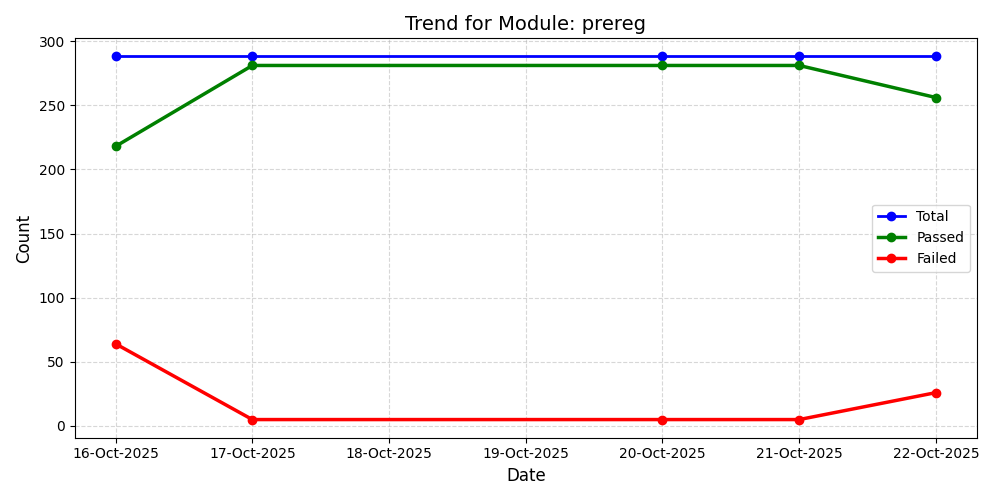 Trend for Module: prereg
300
250
200
150
100
50
0
Count
Total
Passed
Failed
16-Oct-2025 17-Oct-2025 18-Oct-2025 19-Oct-2025 20-Oct-2025 21-Oct-2025 22-Oct-2025
Date